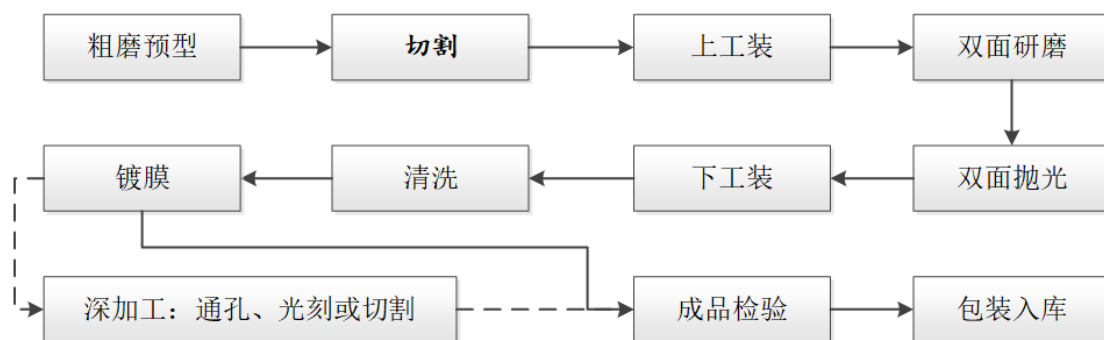 粗磨预型
切割
上工装
双面研磨
镀膜
清洗
下工装
双面抛光
深加工：通孔、光刻或切割
成品检验
包装入库